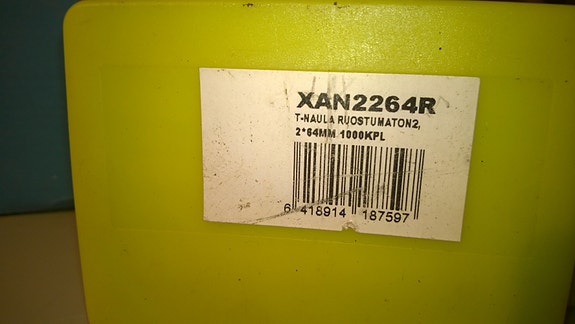 XAN2264R
T-NAULA RUOSTUMATON2,
2*64MM 1000KPL
6 418914 187597